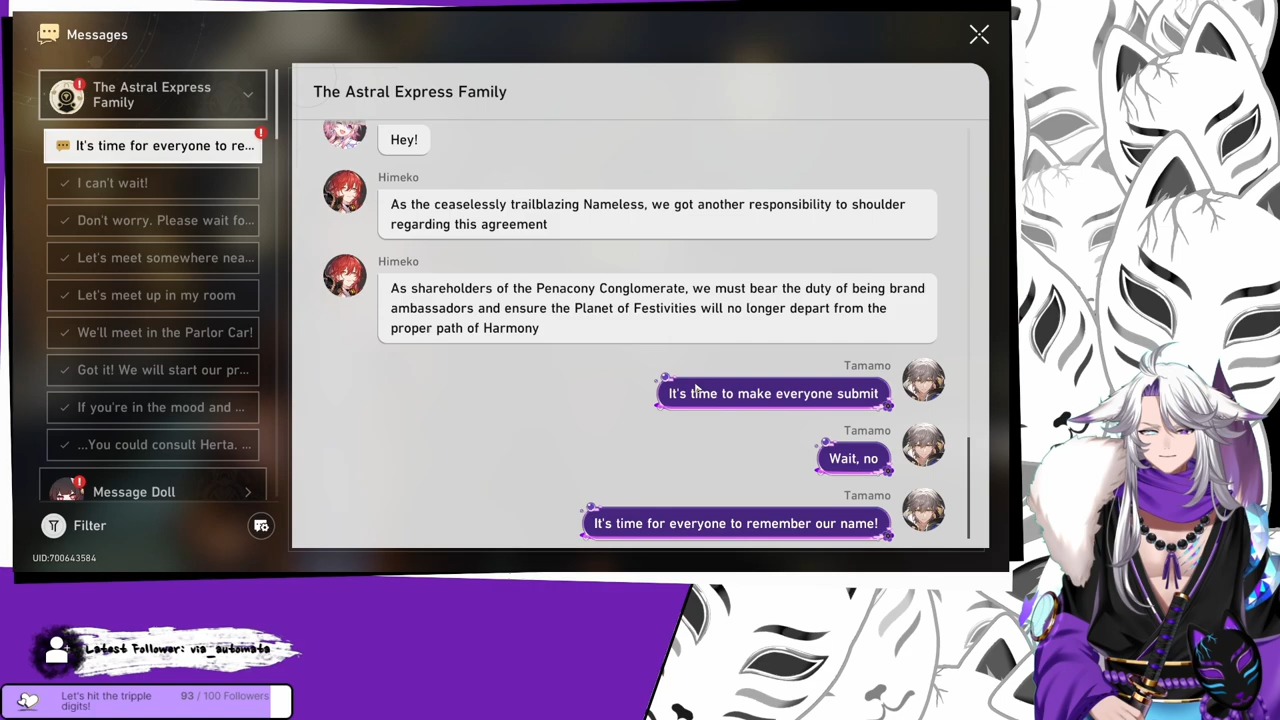 Messages
The Astral Express
Family
It's time for everyone to re...
I can't wait!
Don't worry. Please wait fo...
Let's meet somewhere nea...
Let's meet up in my room
We'll meet in the Parlor Car!
Got it! We will start our pr...
If you're in the mood and ...
...You could consult Herta. ...
Message Doll
Filter
UID:700643584
The Astral Express Family
Hey!
Himeko
As the ceaselessly trailblazing Nameless, we got another responsibility to shoulder
regarding this agreement
Himeko
As shareholders of the Penacony Conglomerate, we must bear the duty of being brand
ambassadors and ensure the Planet of Festivities will no longer depart from the
proper path of Harmony
Tamamo
It's time to make everyone submit
Tamamo
Wait, no
Tamamo
It's time for everyone to remember our name!
Latest Follower: via_automata
Let's hit the tripple
digits!
93 / 100 Followers